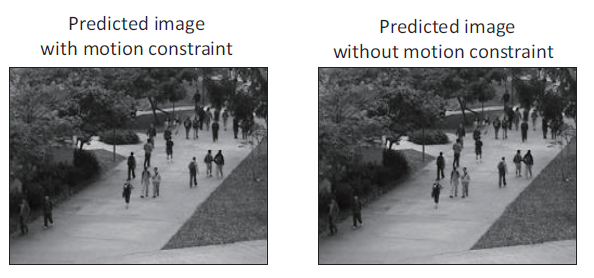 Predicted image
with motion constraint
Predicted image
without motion constraint